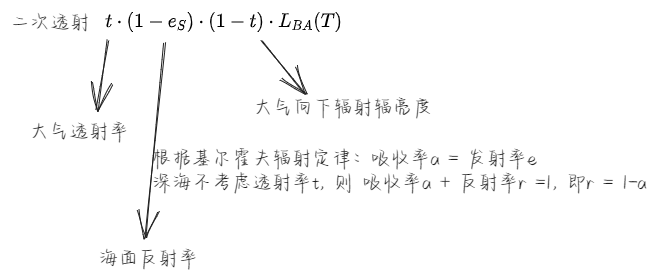 二次透射 t · (1 − e_S) · (1 − t) · L_{BA}(T)
大气向下辐射辐亮度
大气透射率
根据基尔霍夫辐射定律：吸收率a = 发射率e
深海不考虑透射率t, 则 吸收率a + 反射率r =1, 即r = 1-a
海面反射率